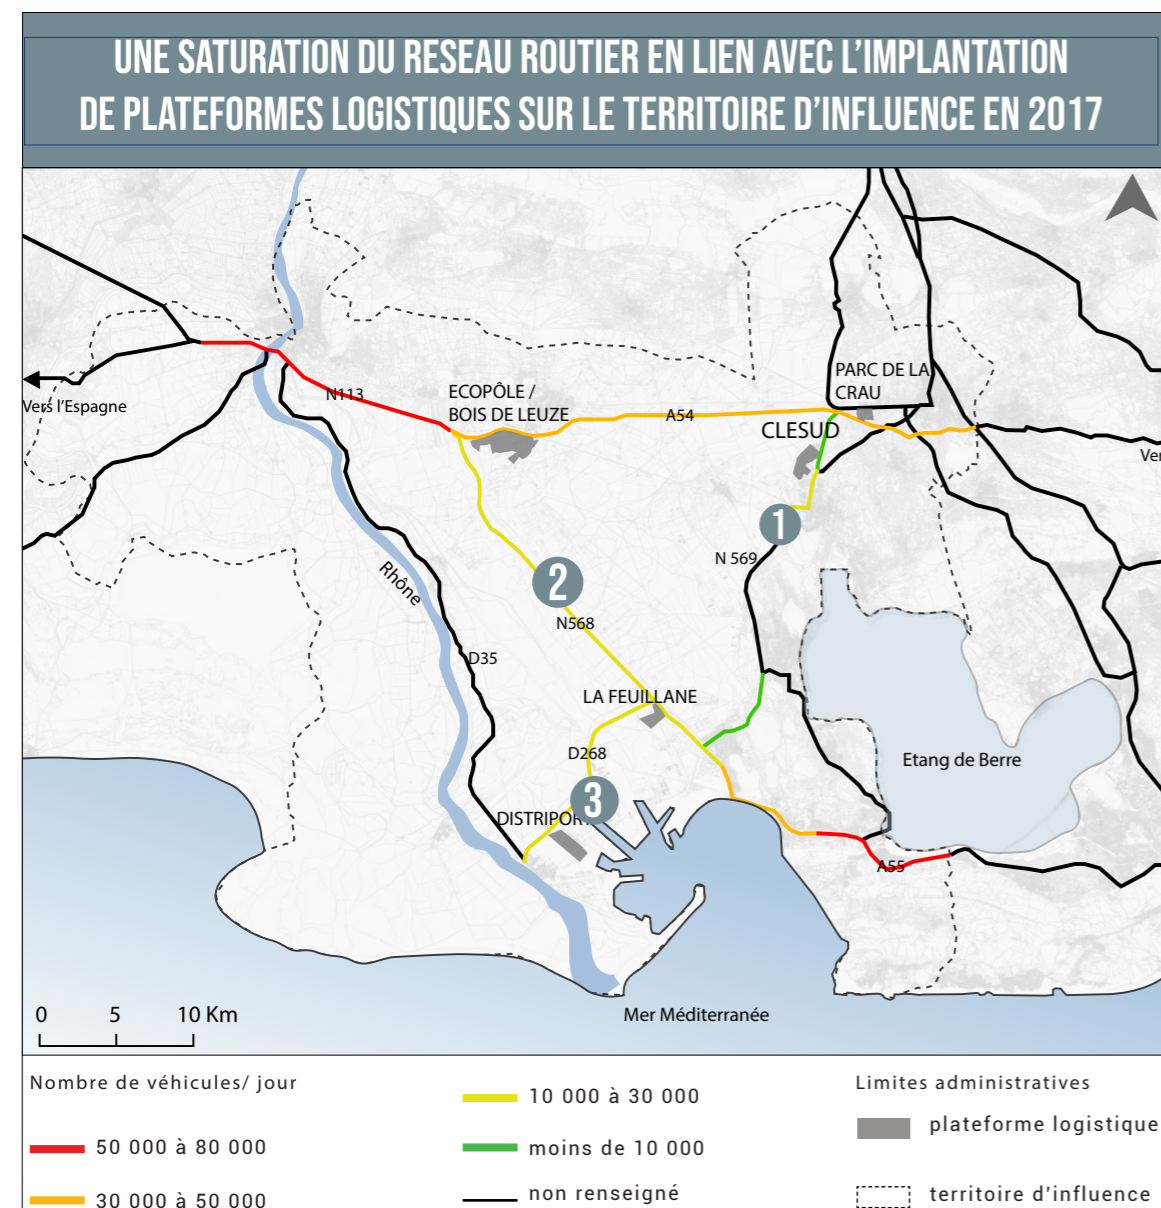 UNE SATURATION DU RESEAU ROUTIER EN LIEN AVEC L'IMPLANTATION
DE PLATEFORMES LOGISTIQUES SUR LE TERRITOIRE D'INFLUENCE EN 2017
PARC DE LA
CRAU
ECOPÔLE /
BOIS DE LEUZE
N113
Vers l'Espagne
A54
CLESUD
Ver
1
N 569
2
Rhône
N568
D35
LA FEUILLANE
D268
Etang de Berre
3
DISTRIPOR
A55
0 5 10 Km
Mer Méditerranée
Nombre de véhicules/ jour
50 000 à 80 000
30 000 à 50 000
10 000 à 30 000
moins de 10 000
non renseigné
Limites administratives
plateforme logistique
territoire d'influence